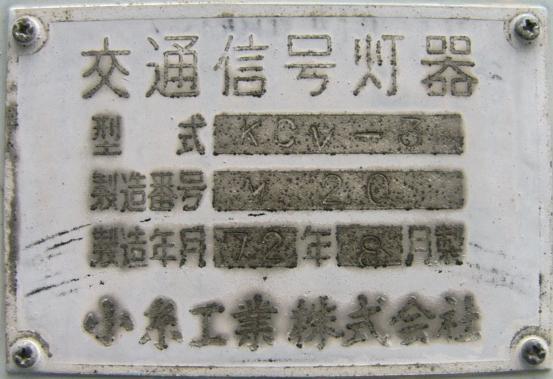 交通信号灯器
型式 KCV-3
製造番号 V 20
製造年月 72年 8月製
小糸工業株式会社